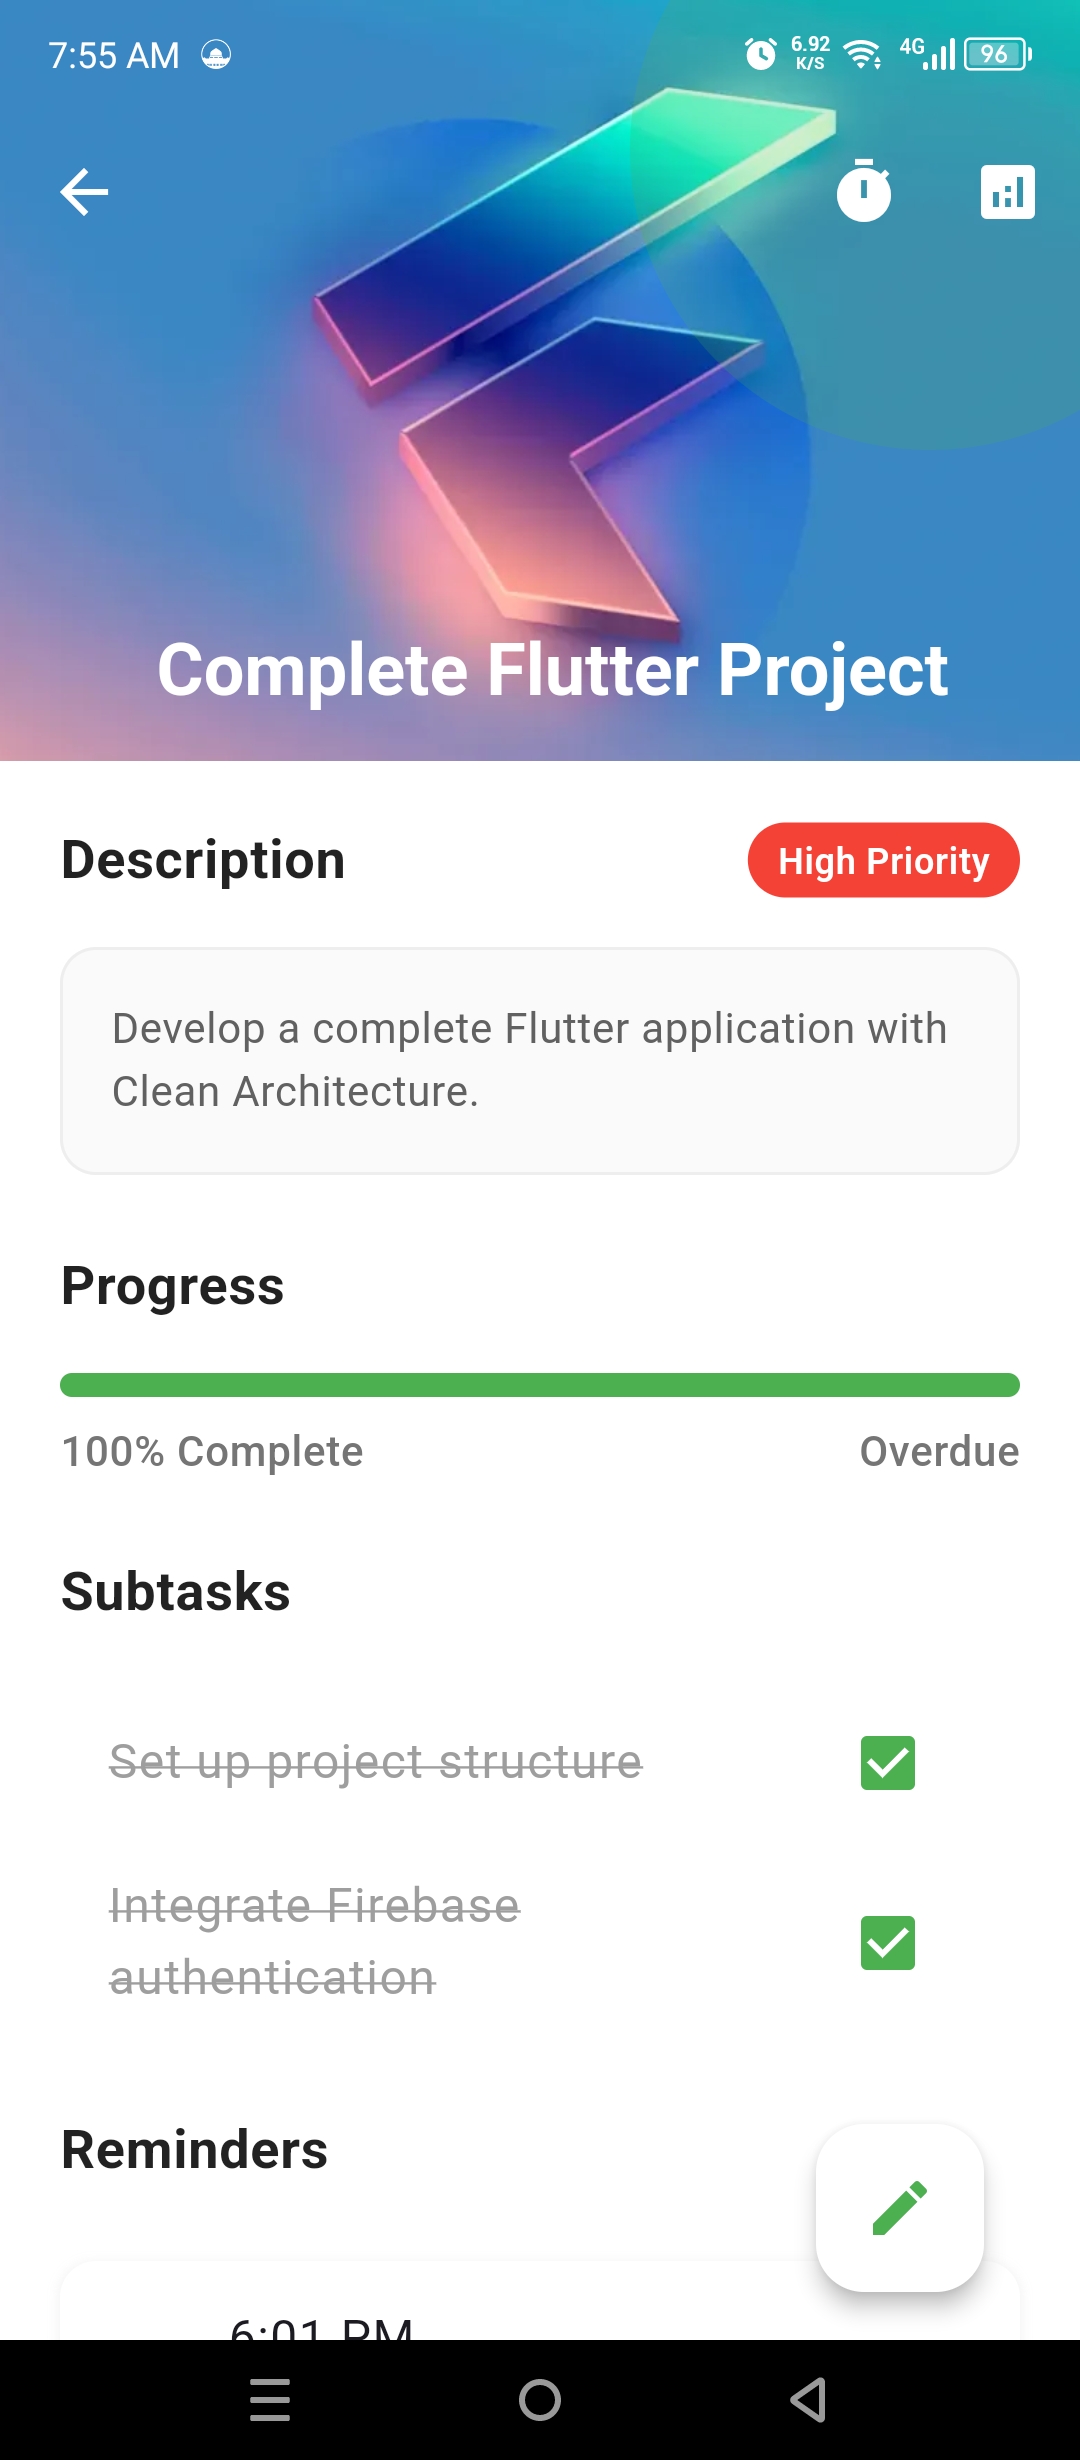 7:55 AM
6.92
K/S
4G
96
Complete Flutter Project
Description
High Priority
Develop a complete Flutter application with
Clean Architecture.
Progress
100% Complete
Overdue
Subtasks
Set up project structure
Integrate Firebase
authentication
Reminders
6:01 PM